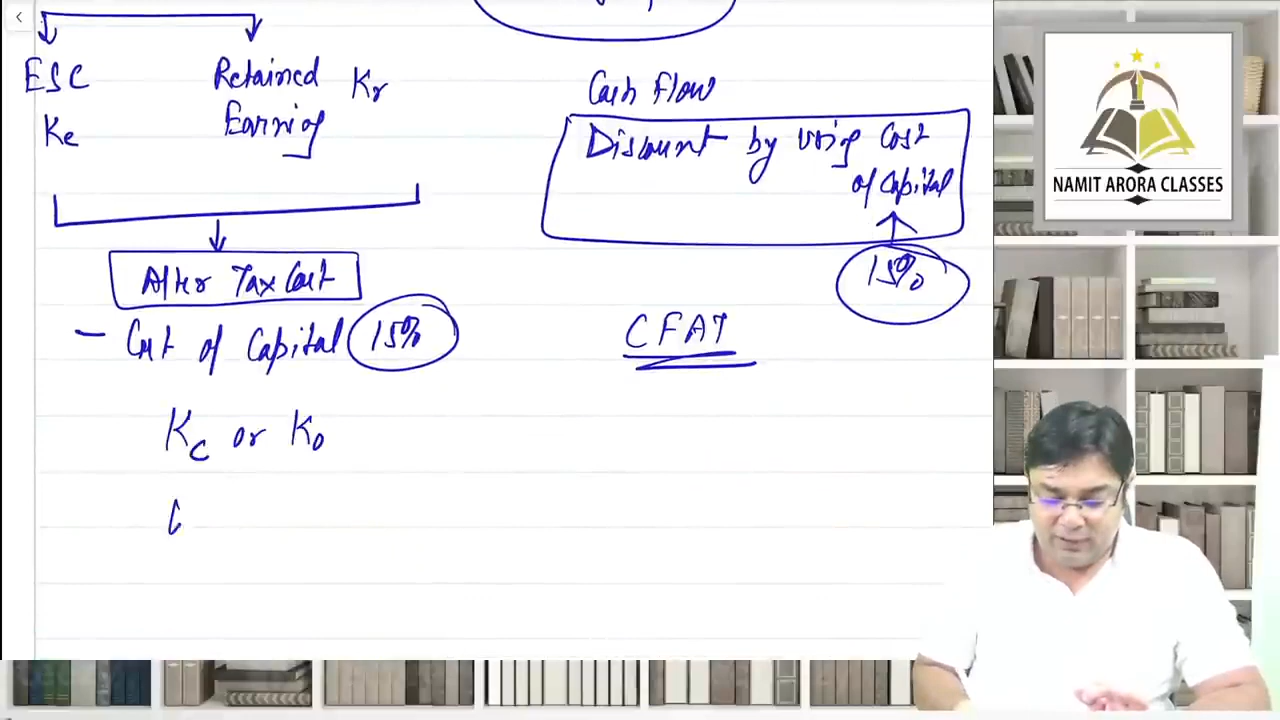 ESC
Ke
Retained Kr
Earning
After Tax Cost
- Cost of Capital 15%
Kc or Ko
Cash Flow
Discount by using Cost
of Capital
15%
CFAT
NAMIT ARORA CLASSES